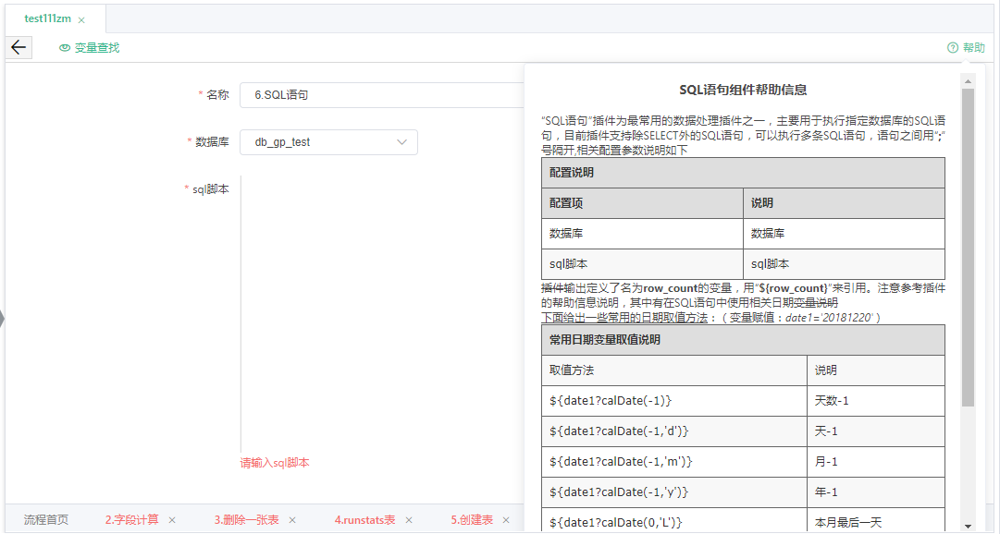 test111zm
变量查找
帮助
* 名称
6.SQL语句
* 数据库
db_gp_test
* sql脚本
请输入sql脚本
SQL语句组件帮助信息
“SQL语句”插件为最常用的数据处理插件之一，主要用于执行指定数据库的SQL语
句，目前插件支持除SELECT外的SQL语句，可以执行多条SQL语句，语句之间用“;”
号隔开,相关配置参数说明如下
配置说明
配置项 说明
数据库 数据库
sql脚本 sql脚本
插件输出定义了名为row_count的变量，用“${row_count}”来引用。注意参考插件
的帮助信息说明，其中有在SQL语句中使用相关日期变量说明
下面给出一些常用的日期取值方法：（ 变量赋值：date1='20181220' ）
常用日期变量取值说明
取值方法 说明
${date1?calDate(-1)} 天数-1
${date1?calDate(-1,'d')} 天-1
${date1?calDate(-1,'m')} 月-1
${date1?calDate(-1,'y')} 年-1
${date1?calDate(0,'L')} 本月最后一天
流程首页 2.字段计算 3.删除一张表 4.runstats表 5.创建表